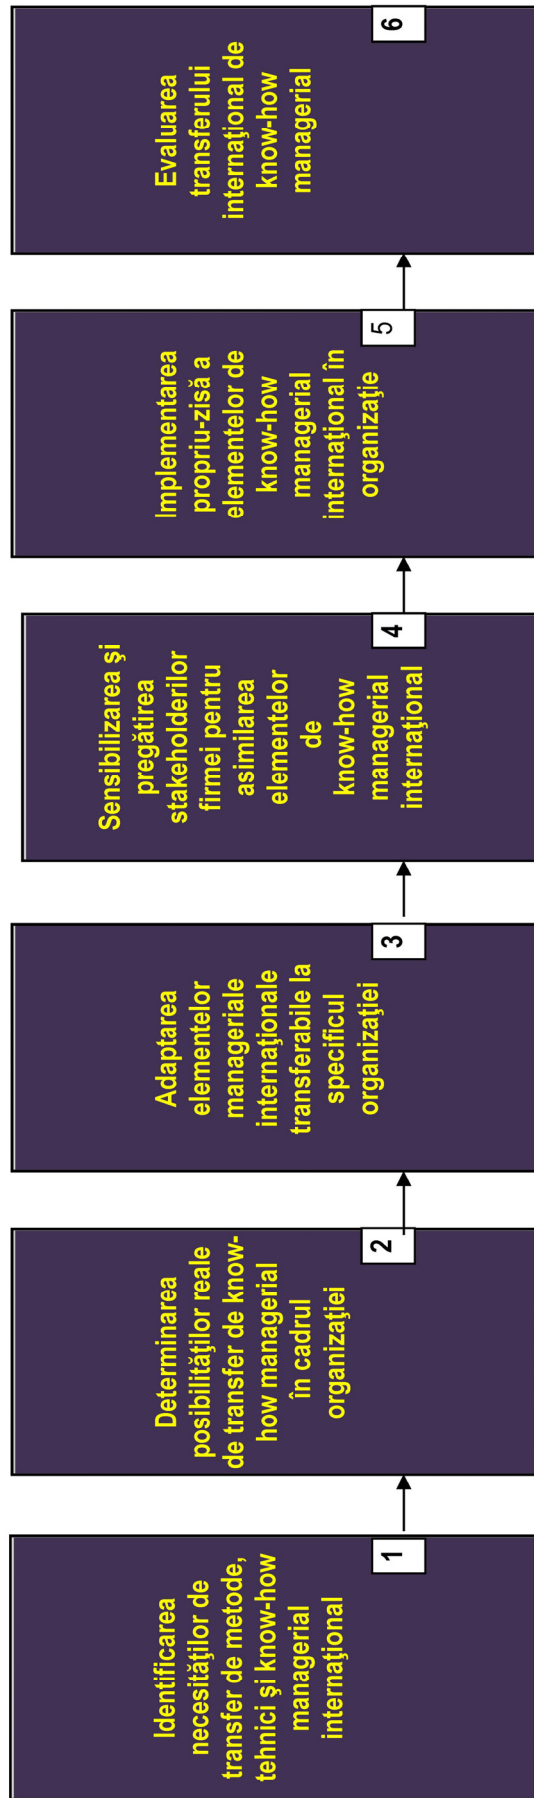 Identificarea
necesităţilor de
transfer de metode,
tehnici şi know-how
managerial
internaţional
1
Determinarea
posibilităţilor reale
de transfer de know-
how managerial
în cadrul
organizaţiei
2
Adaptarea
elementelor
manageriale
internaţionale
transferabile la
specificul
organizaţiei
3
Sensibilizarea şi
pregătirea
stakeholderilor
firmei pentru
asimilarea
elementelor
de
know-how
managerial
internaţional
4
Implementarea
propriu-zisă a
elementelor de
know-how
managerial
internaţional în
organizaţie
5
Evaluarea
transferului
internaţional de
know-how
managerial
6